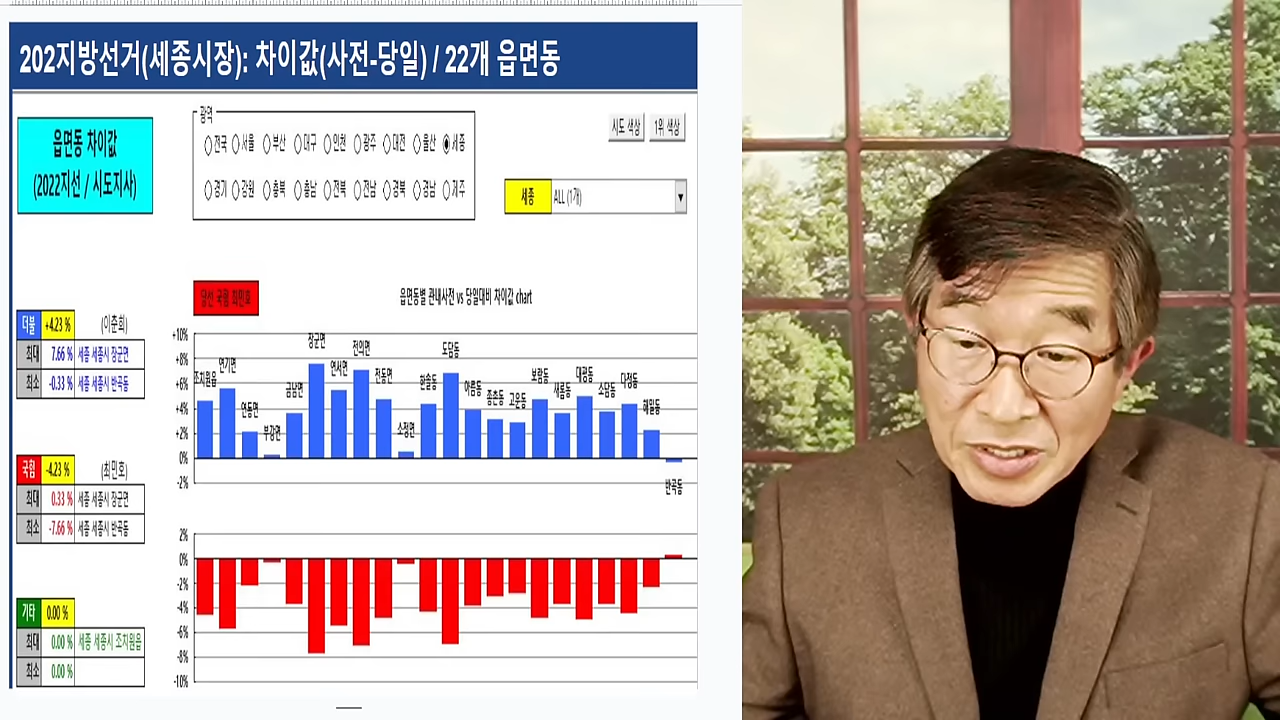 202지방선거(세종시장): 차이값(사전-당일) / 22개 읍면동
읍면동 차이값
(2022지선 / 시도지사)
광역
전국 서울 부산 대구 인천 광주 대전 울산 세종
경기 강원 충북 충남 전북 전남 경북 경남 제주
시도 색상
1위 색상
세종
ALL (1개)
당선 국힘 최민호
읍면동별 관내사전 vs 당일대비 차이값 chart
더불 +4.23 % (이춘희)
최대 7.66 % 세종 세종시 장군면
최소 -0.33 % 세종 세종시 반곡동
국힘 -4.23 % (최민호)
최대 0.33 % 세종 세종시 장군면
최소 -7.66 % 세종 세종시 반곡동
기타 0.00 %
최대 0.00 % 세종 세종시 조치원읍
최소 0.00 %
+10%
+8%
+6%
+4%
+2%
0%
-2%
조치원읍
연기면
연동면
부강면
금남면
장군면
연서면
전의면
전동면
소정면
한솔동
도담동
아름동
종촌동
고운동
보람동
새롬동
대평동
소담동
다정동
해밀동
반곡동
2%
0%
-2%
-4%
-6%
-8%
-10%